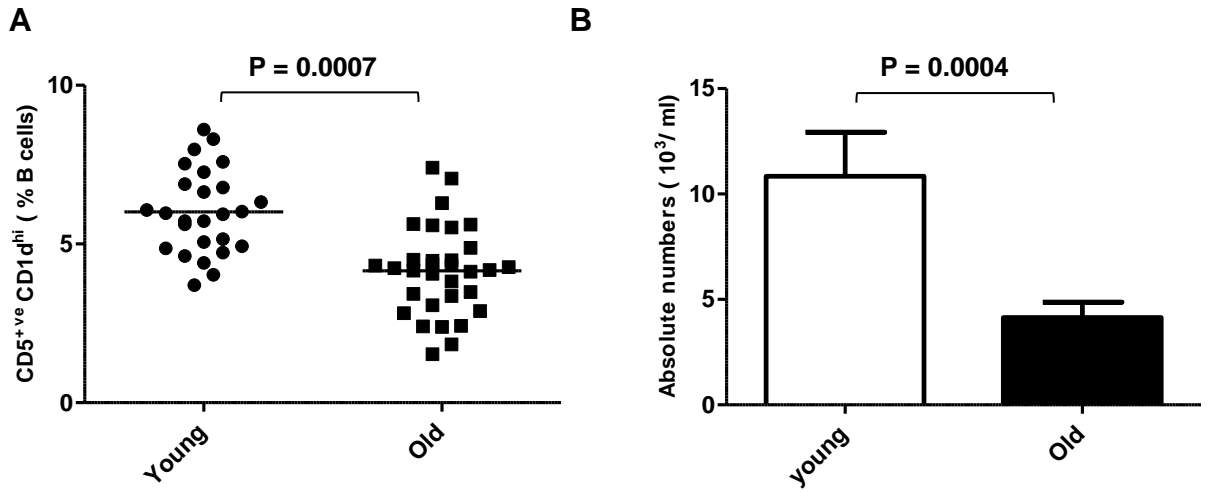 A
P = 0.0007
CD5+ve CD1dhi ( % B cells)
10
5
0
Young
Old
B
P = 0.0004
Absolute numbers ( 103/ ml)
15
10
5
0
young
Old